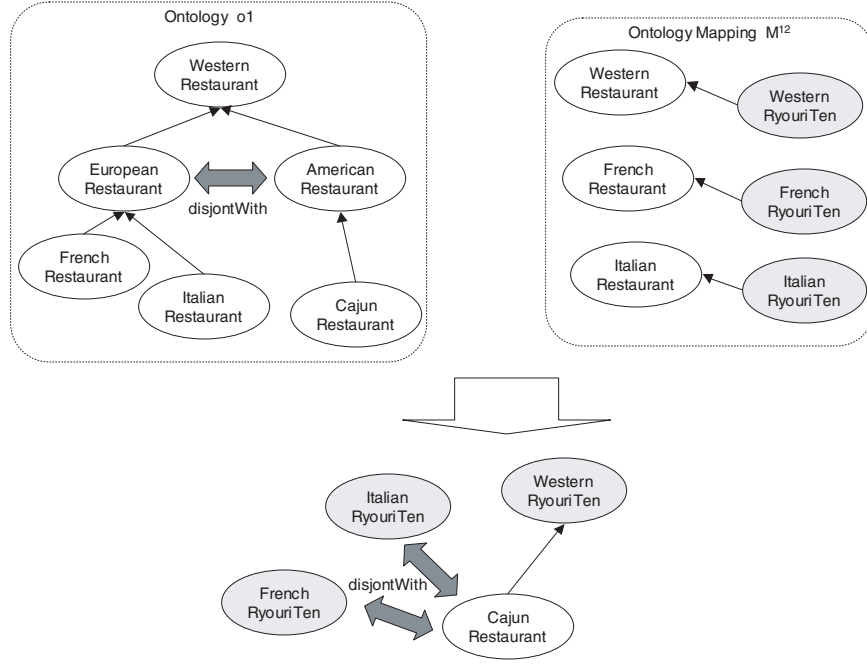 Ontology o1
Western
Restaurant
European
Restaurant
American
Restaurant
disjontWith
French
Restaurant
Italian
Restaurant
Cajun
Restaurant
Ontology Mapping M12
Western
Restaurant
Western
RyouriTen
French
Restaurant
French
RyouriTen
Italian
Restaurant
Italian
RyouriTen
Italian
RyouriTen
Western
RyouriTen
disjontWith
French
RyouriTen
Cajun
Restaurant